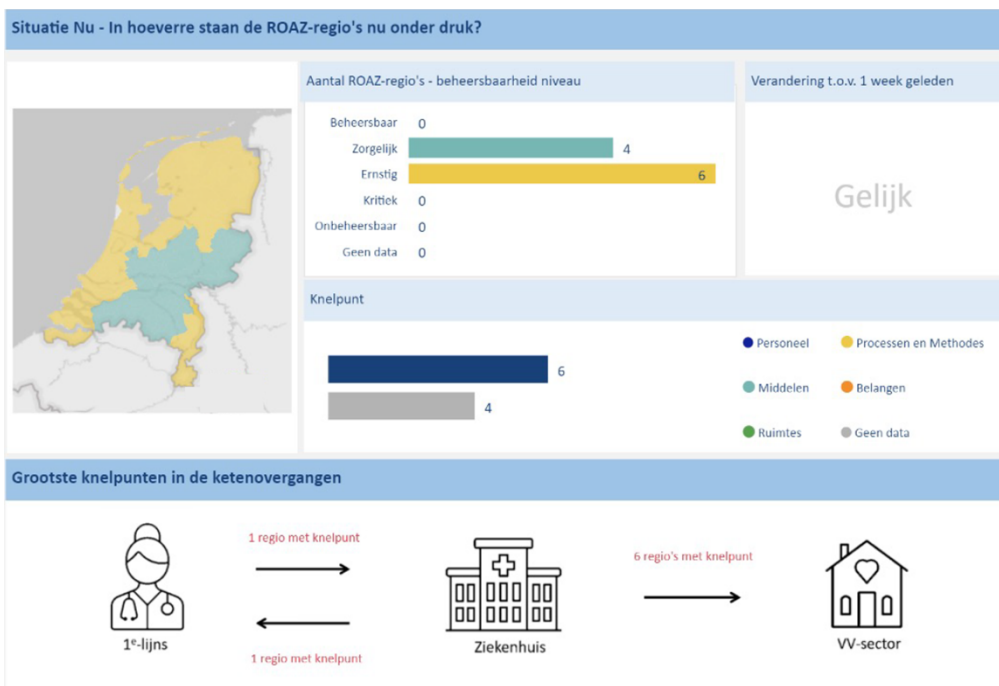 Situatie Nu - In hoeverre staan de ROAZ-regio's nu onder druk?
Aantal ROAZ-regio's - beheersbaarheid niveau
Beheersbaar 0
Zorgelijk 4
Ernstig 6
Kritiek 0
Onbeheersbaar 0
Geen data 0
Verandering t.o.v. 1 week geleden
Gelijk
Knelpunt
6
4
Personeel
Processen en Methodes
Middelen
Belangen
Ruimtes
Geen data
Grootste knelpunten in de ketenovergangen
1 regio met knelpunt
6 regio's met knelpunt
1e-lijns
Ziekenhuis
VV-sector
1 regio met knelpunt